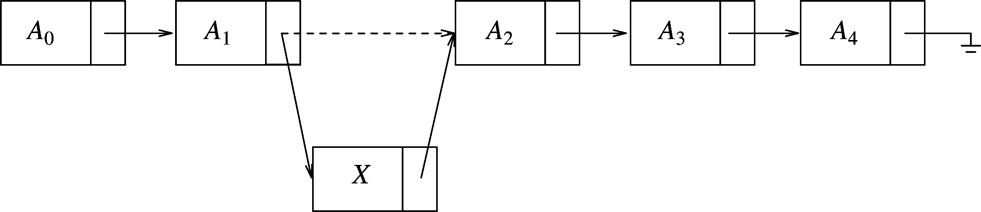 A₀ A₁ A₂ A₃ A₄
X